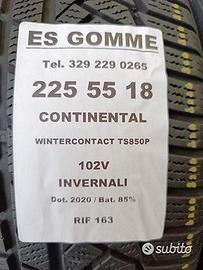 ES GOMME
Tel. 329 229 0265
225 55 18
CONTINENTAL
WINTERCONTACT TS850P
102V
INVERNALI
Dot. 2020 / Bat. 85%
RIF 163
subito